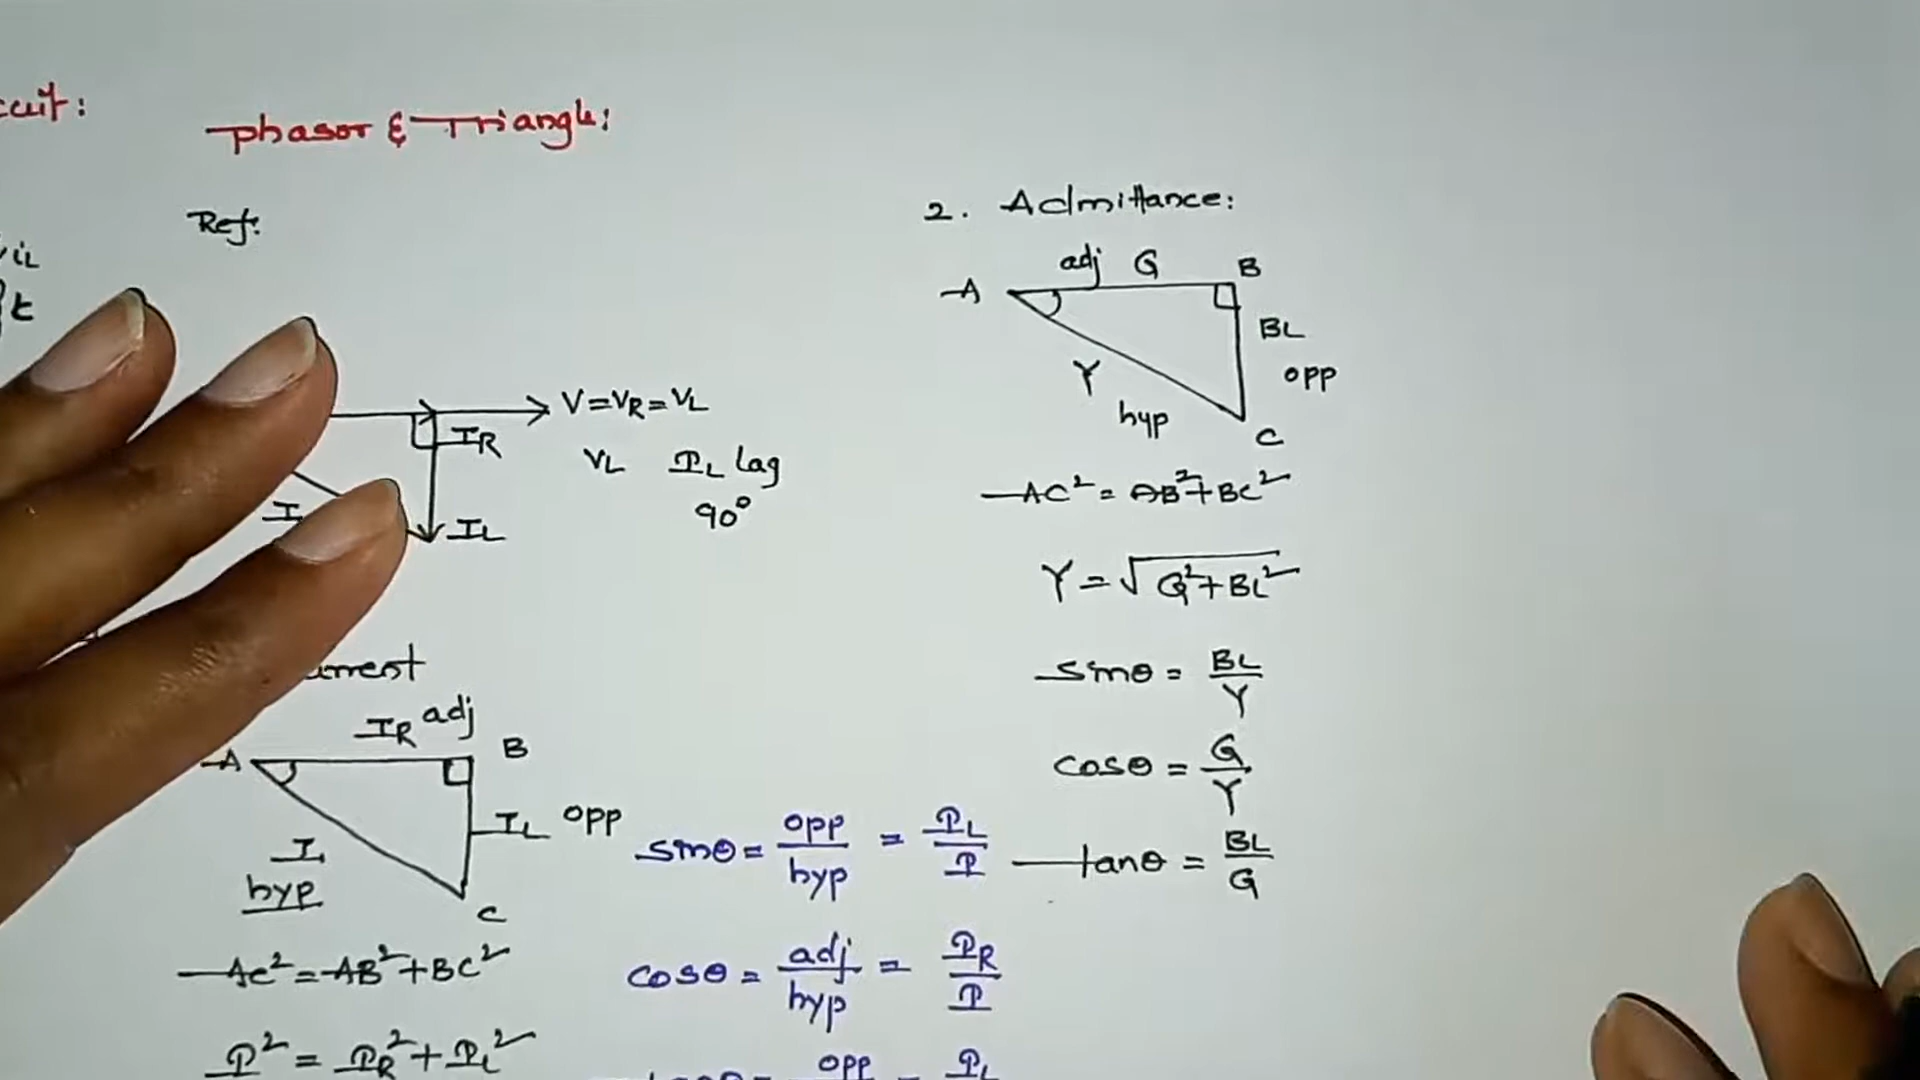 phasor & Triangle:
Ref:
iL
t
V=VR=VL
IR
VL IL lag
90°
I
IL
IR adj
A
B
IL opp
I
hyp
C
AC²=AB²+BC²
I² = IR²+IL²
sinθ = opp/hyp = IL/I
cosθ = adj/hyp = IR/I
opp
IL
2. Admittance:
adj G
A
B
BL
opp
Y
hyp
C
AC² = AB²+BC²
Y = √G²+BL²
sinθ = BL/Y
cosθ = G/Y
tanθ = BL/G